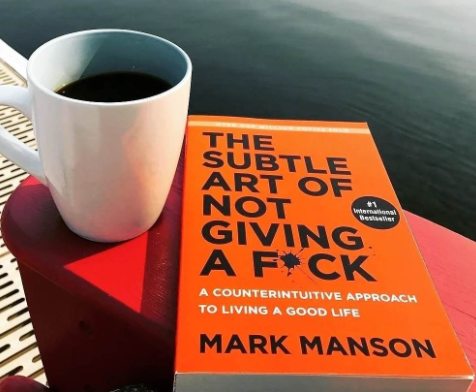 THE
SUBTLE
ART OF
NOT
GIVING
A F*CK
#1
International
Bestseller
A COUNTERINTUITIVE APPROACH
TO LIVING A GOOD LIFE
MARK MANSON